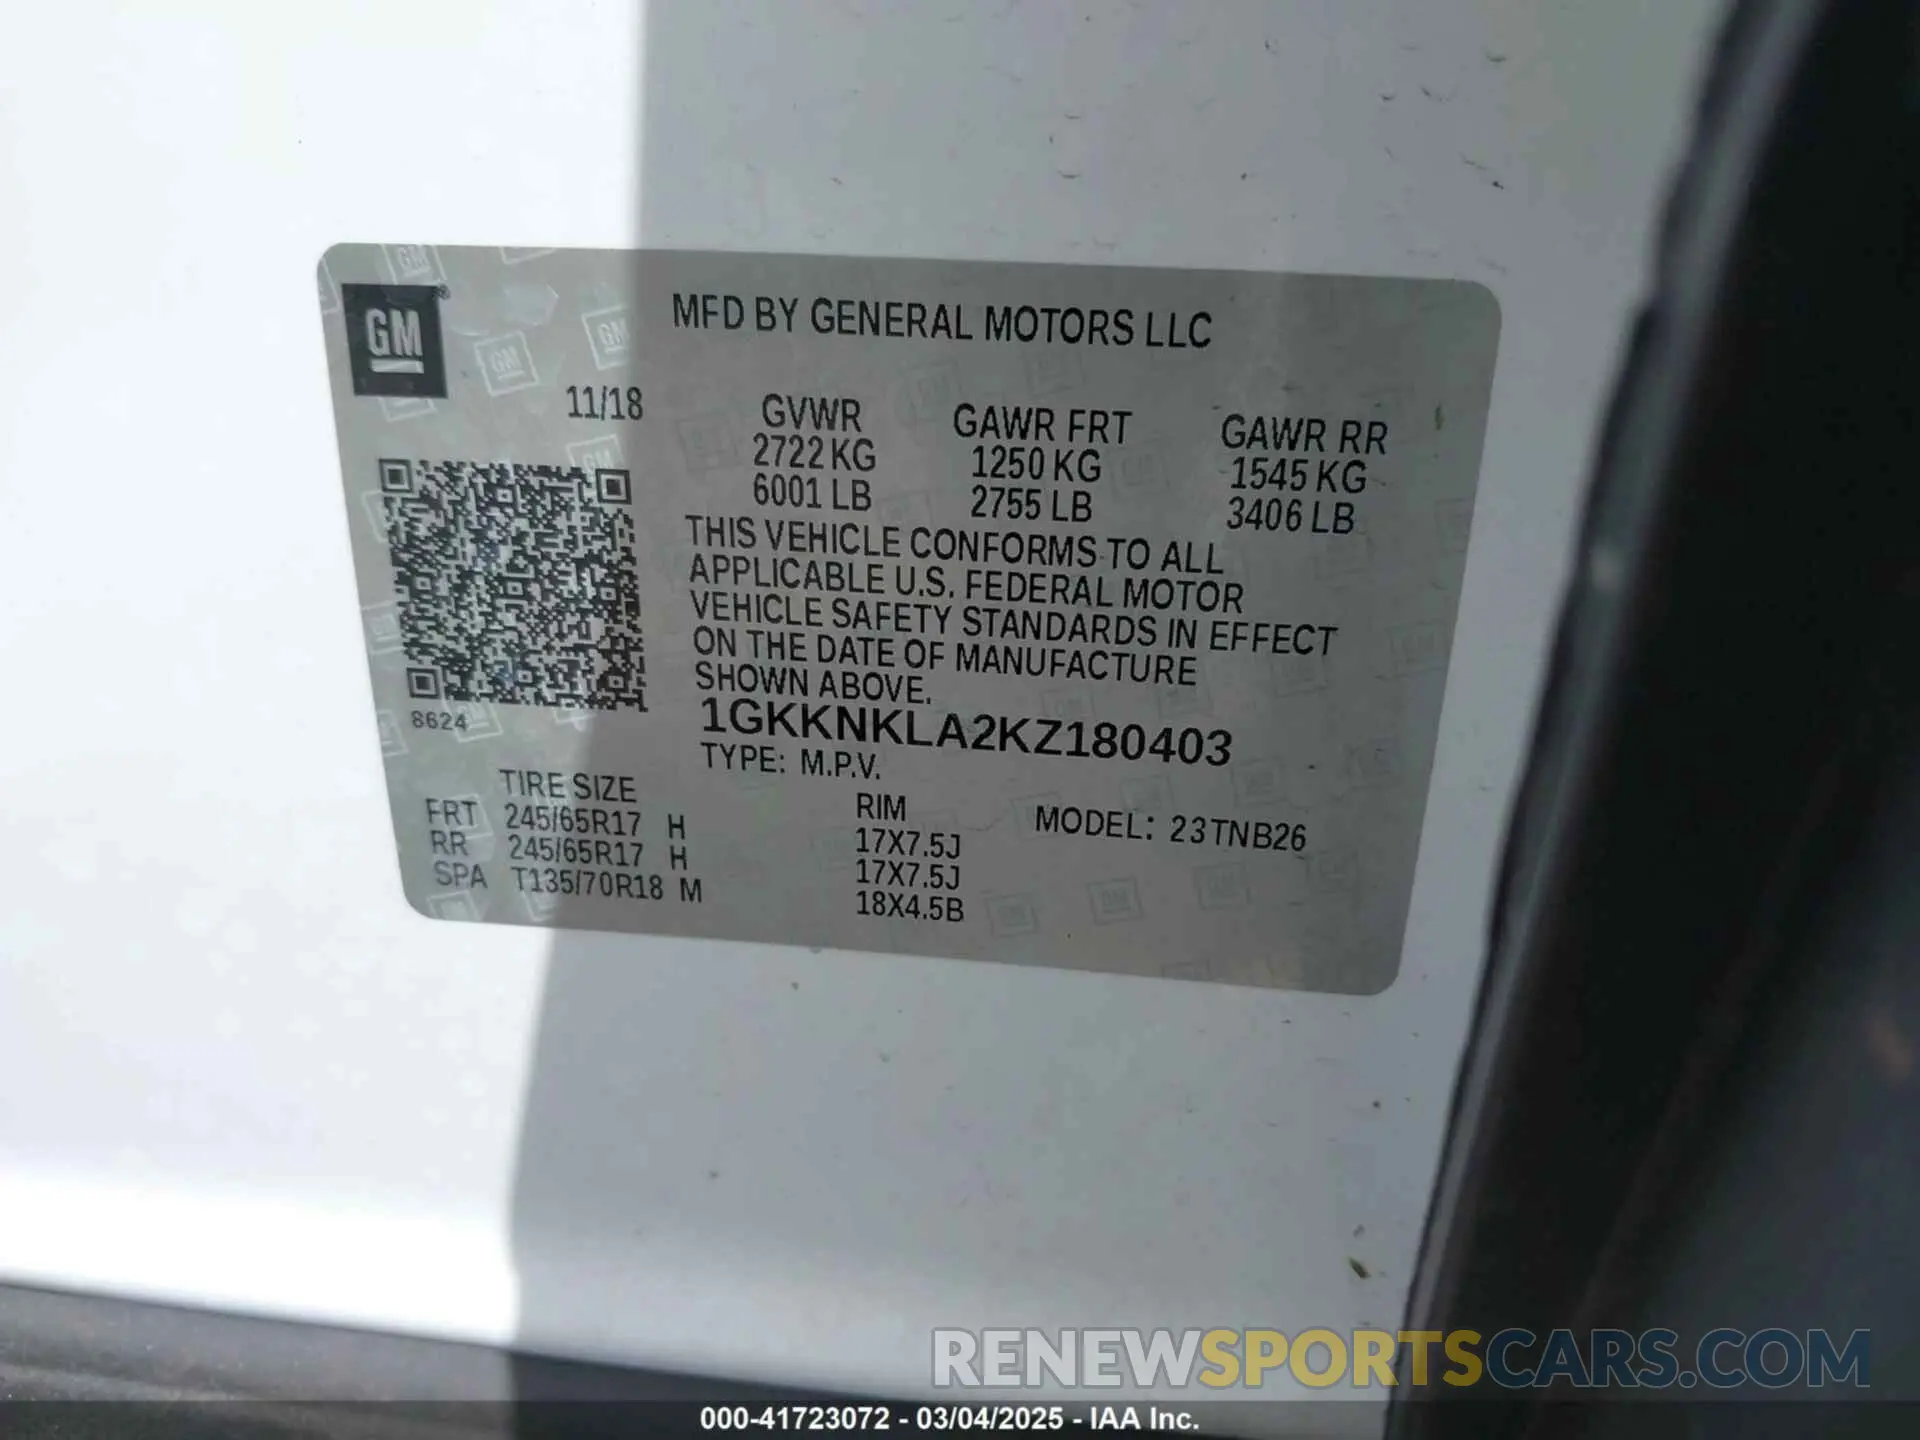 GM
MFD BY GENERAL MOTORS LLC
11/18
GVWR GAWR FRT GAWR RR
2722 KG 1250 KG 1545 KG
6001 LB 2755 LB 3406 LB
THIS VEHICLE CONFORMS TO ALL
APPLICABLE U.S. FEDERAL MOTOR
VEHICLE SAFETY STANDARDS IN EFFECT
ON THE DATE OF MANUFACTURE
SHOWN ABOVE.
8624
1GKKNKLA2KZ180403
TYPE: M.P.V.
TIRE SIZE RIM MODEL: 23TNB26
FRT 245/65R17 H 17X7.5J
RR 245/65R17 H 17X7.5J
SPA T135/70R18 M 18X4.5B
RENEWSPORTSCARS.COM
000-41723072 - 03/04/2025 - IAA Inc.